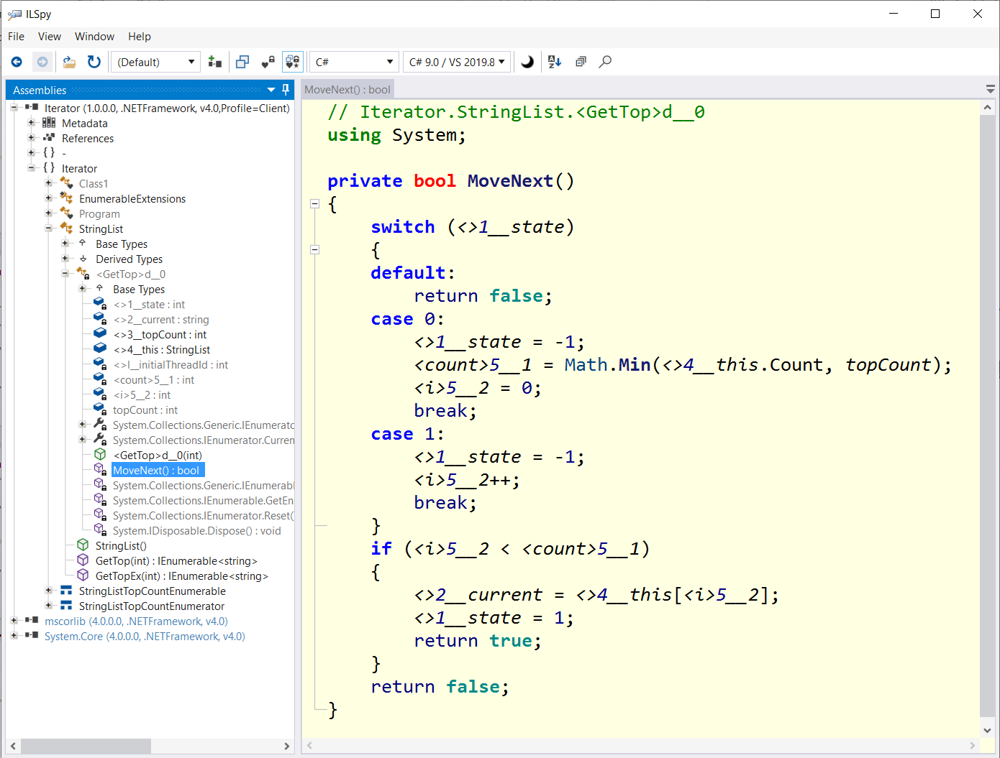 ILSpy
File View Window Help
(Default) C# C# 9.0 / VS 2019.8
Assemblies
Iterator (1.0.0.0, .NETFramework, v4.0,Profile=Client)
Metadata
References
{ } -
{ } Iterator
Class1
EnumerableExtensions
Program
StringList
Base Types
Derived Types
<GetTop>d__0
Base Types
<>1__state : int
<>2__current : string
<>3__topCount : int
<>4__this : StringList
<>l__initialThreadId : int
<count>5__1 : int
<i>5__2 : int
topCount : int
System.Collections.Generic.IEnumerato
System.Collections.IEnumerator.Curren
<GetTop>d__0(int)
MoveNext() : bool
System.Collections.Generic.IEnumerabl
System.Collections.IEnumerable.GetEn
System.Collections.IEnumerator.Reset(
System.IDisposable.Dispose() : void
StringList()
GetTop(int) : IEnumerable<string>
GetTopEx(int) : IEnumerable<string>
StringListTopCountEnumerable
StringListTopCountEnumerator
mscorlib (4.0.0.0, .NETFramework, v4.0)
System.Core (4.0.0.0, .NETFramework, v4.0)
MoveNext() : bool
// Iterator.StringList.<GetTop>d__0
using System;
private bool MoveNext()
{
switch (<>1__state)
{
default:
return false;
case 0:
<>1__state = -1;
<count>5__1 = Math.Min(<>4__this.Count, topCount);
<i>5__2 = 0;
break;
case 1:
<>1__state = -1;
<i>5__2++;
break;
}
if (<i>5__2 < <count>5__1)
{
<>2__current = <>4__this[<i>5__2];
<>1__state = 1;
return true;
}
return false;
}